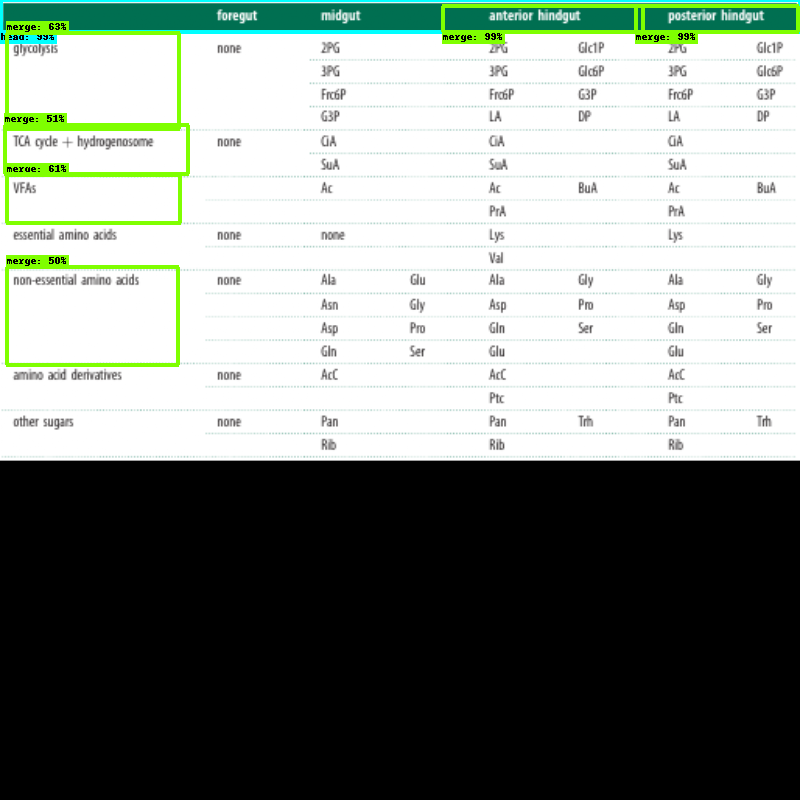 foregut midgut anterior hindgut posterior hindgut
merge: 63%
head: 99% merge: 99% merge: 99%
glycolysis none 2PG 2PG Glc1P 2PG Glc1P
3PG 3PG Glc6P 3PG Glc6P
Frc6P Frc6P G3P Frc6P G3P
merge: 51%
G3P LA DP LA DP
TCA cycle + hydrogenosome none CiA CiA CiA
SuA SuA SuA
merge: 61%
VFAs Ac Ac BuA Ac BuA
PrA PrA
essential amino acids none none Lys Lys
Val
merge: 50%
non-essential amino acids none Ala Glu Ala Gly Ala Gly
Asn Gly Asp Pro Asp Pro
Asp Pro Gln Ser Gln Ser
Gln Ser Glu Glu
amino acid derivatives none AcC AcC AcC
Ptc Ptc
other sugars none Pan Pan Trh Pan Trh
Rib Rib Rib